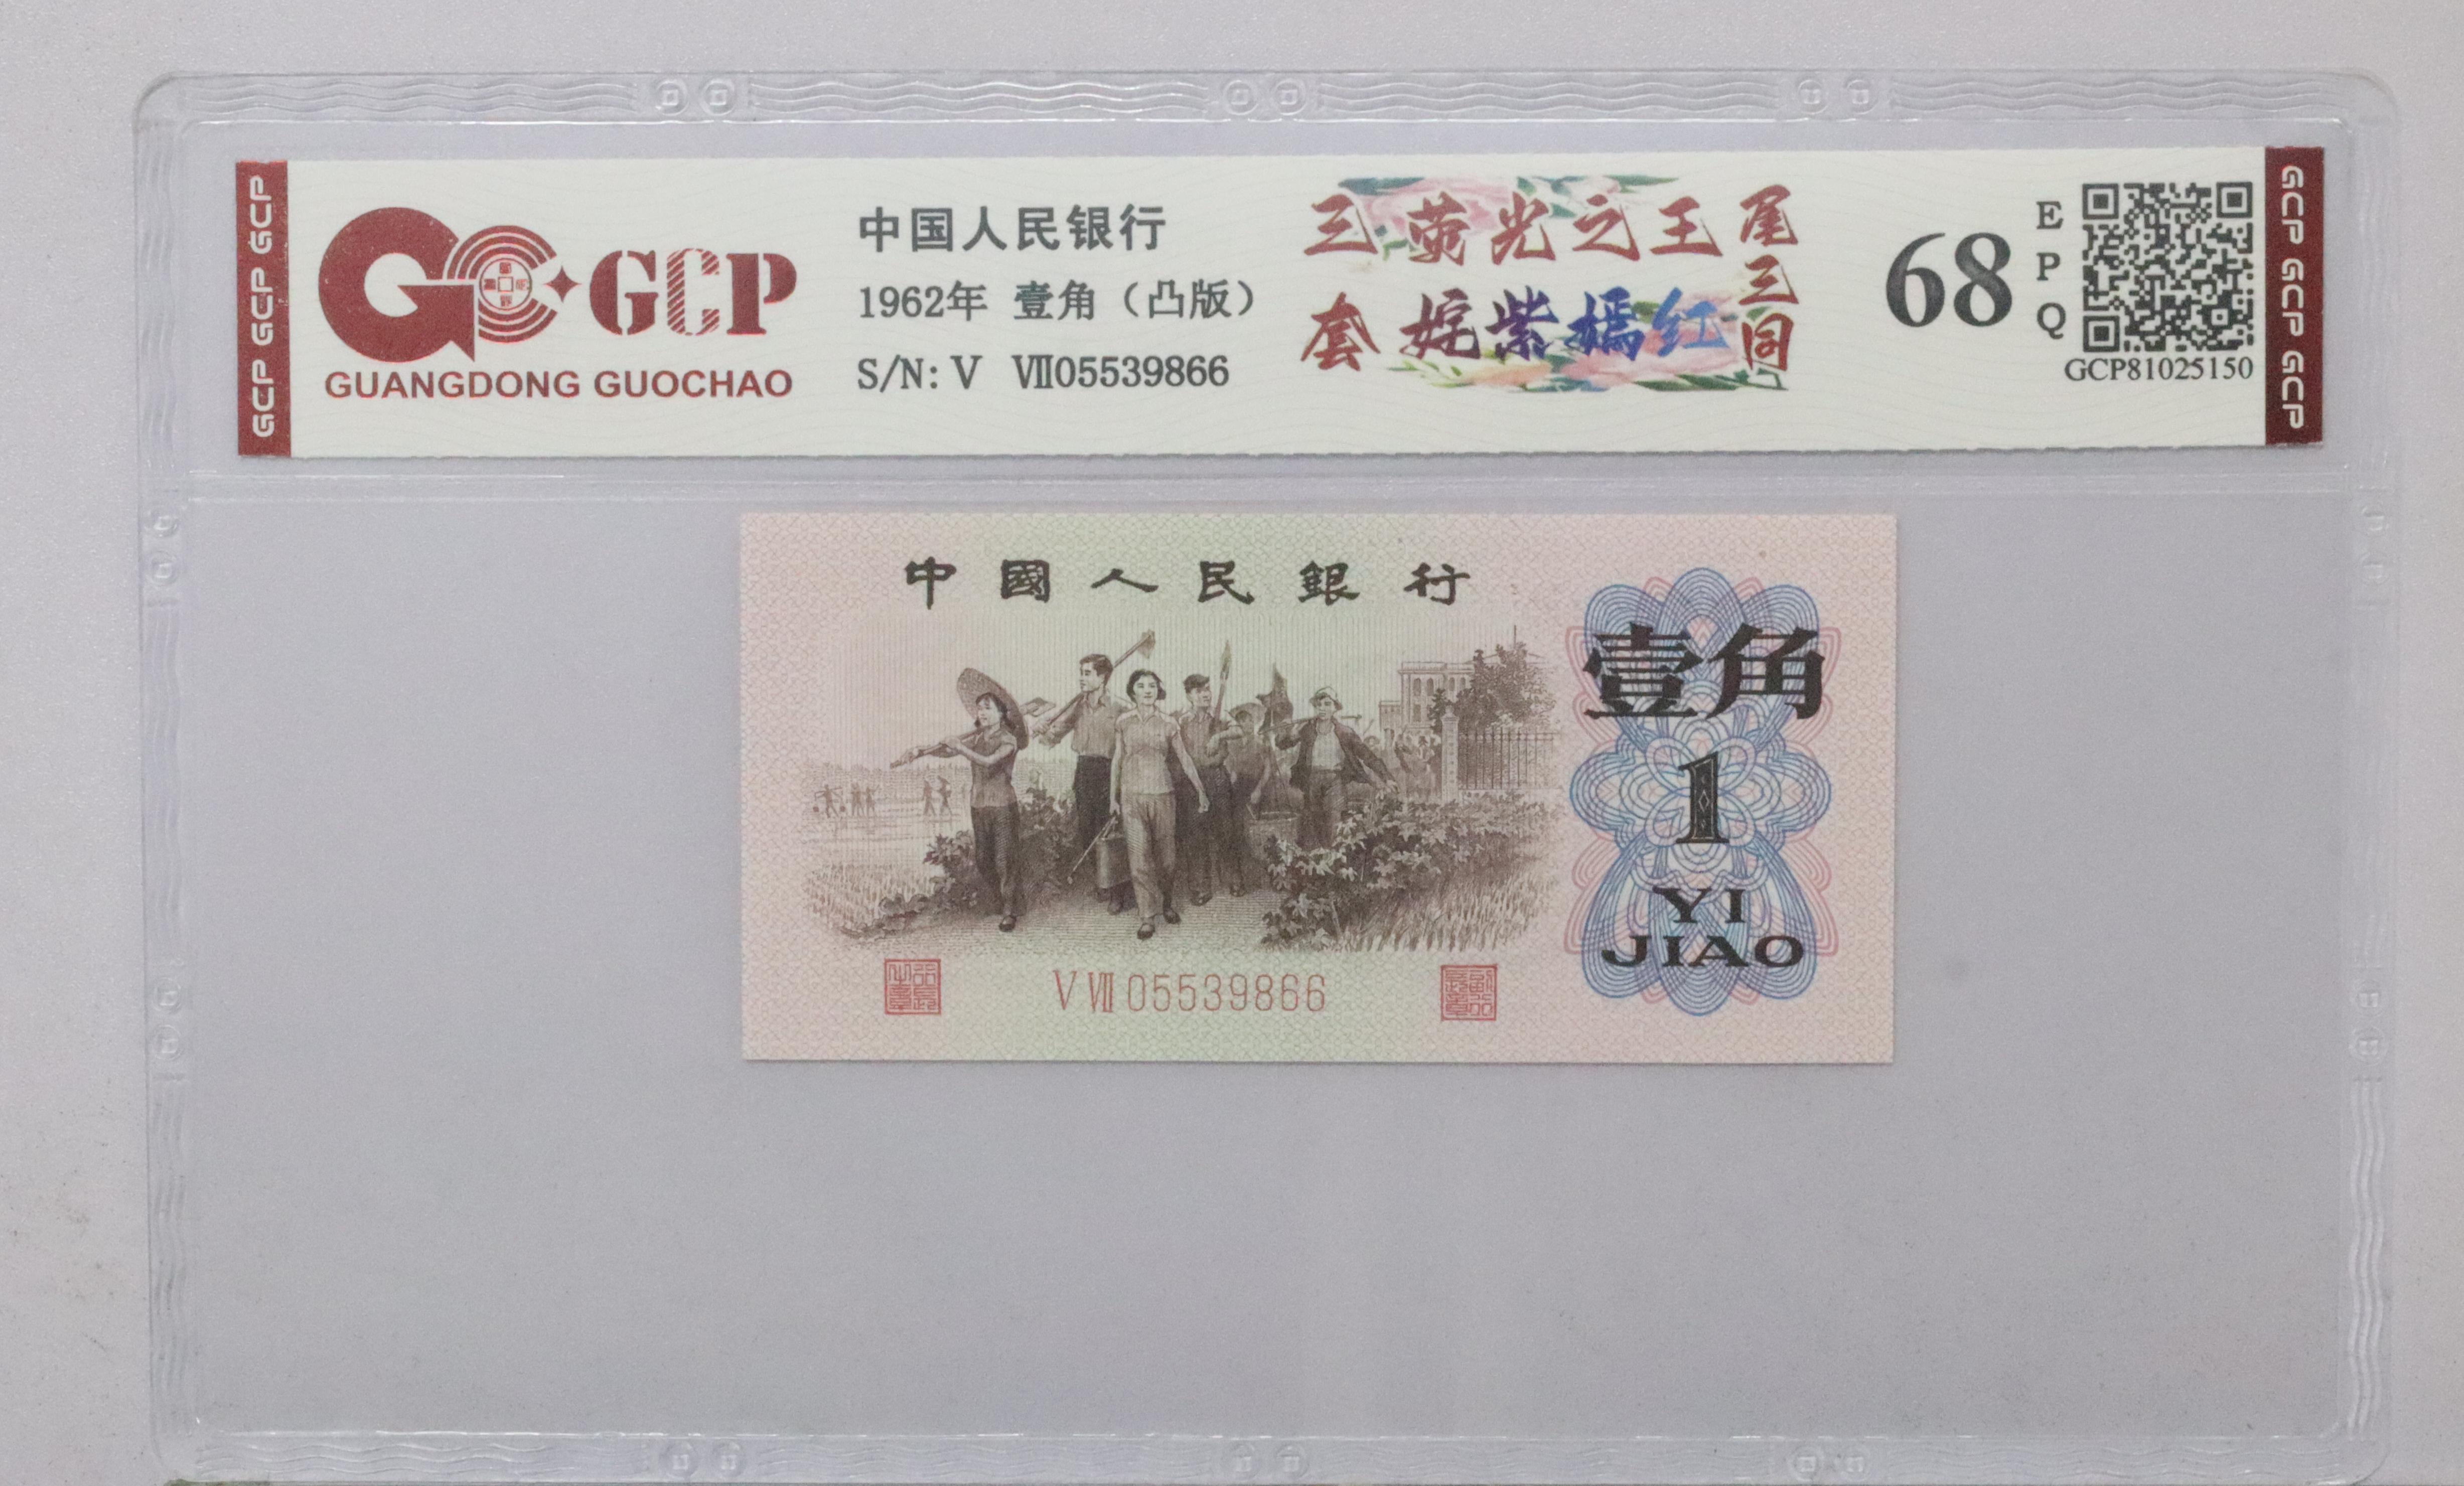 GCP GCP GCP
GCP
GUANGDONG GUOCHAO
中国人民银行
1962年 壹角（凸版）
S/N: V VII05539866
三萤光之王
套姹紫嫣红
尾三同
68
EPQ
GCP81025150
GCP GCP GCP
中國人民銀行
壹角
1
YI
JIAO
V VII 05539866